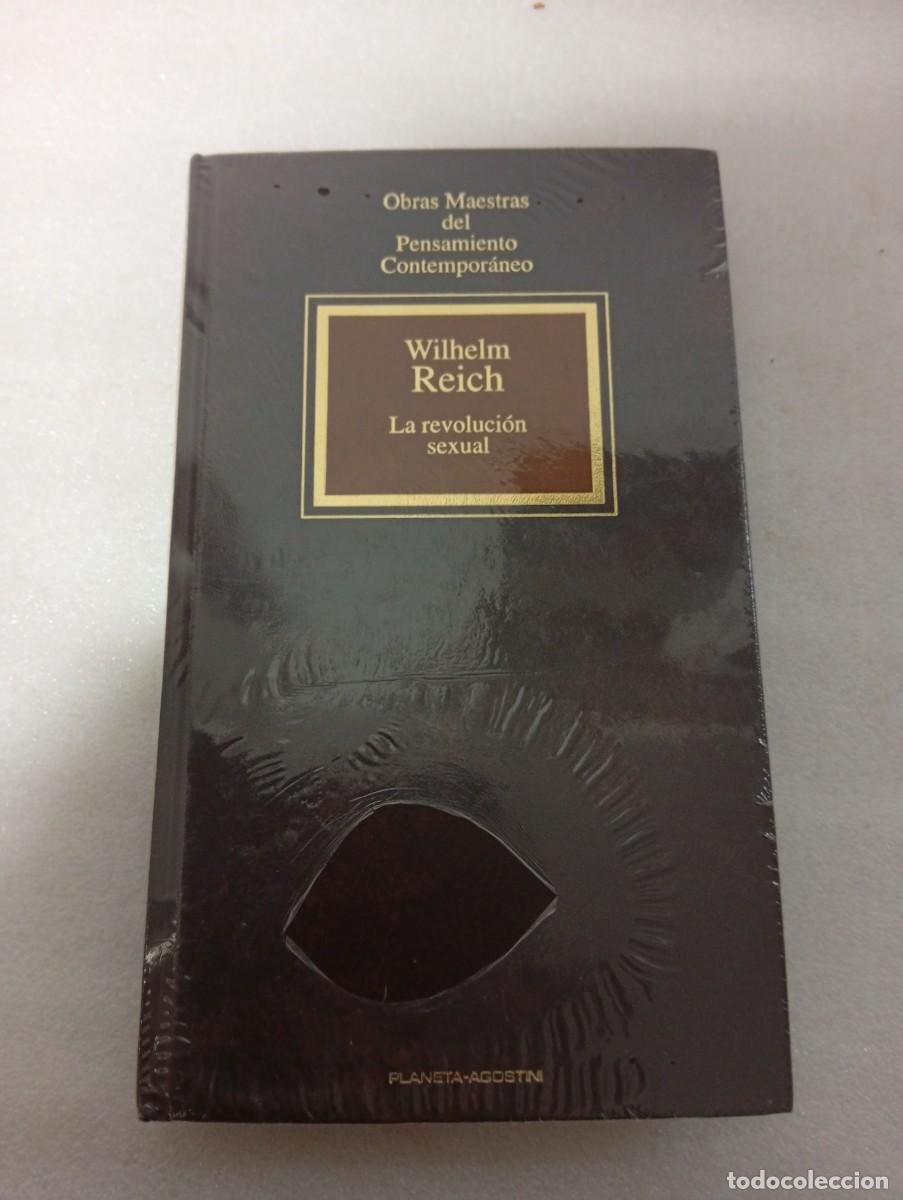 Obras Maestras
del
Pensamiento
Contemporáneo
Wilhelm
Reich
La revolución
sexual
PLANETA-AGOSTINI
todocoleccion